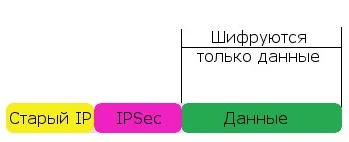 Шифруются
только данные
Старый IP
IPSec
Данные